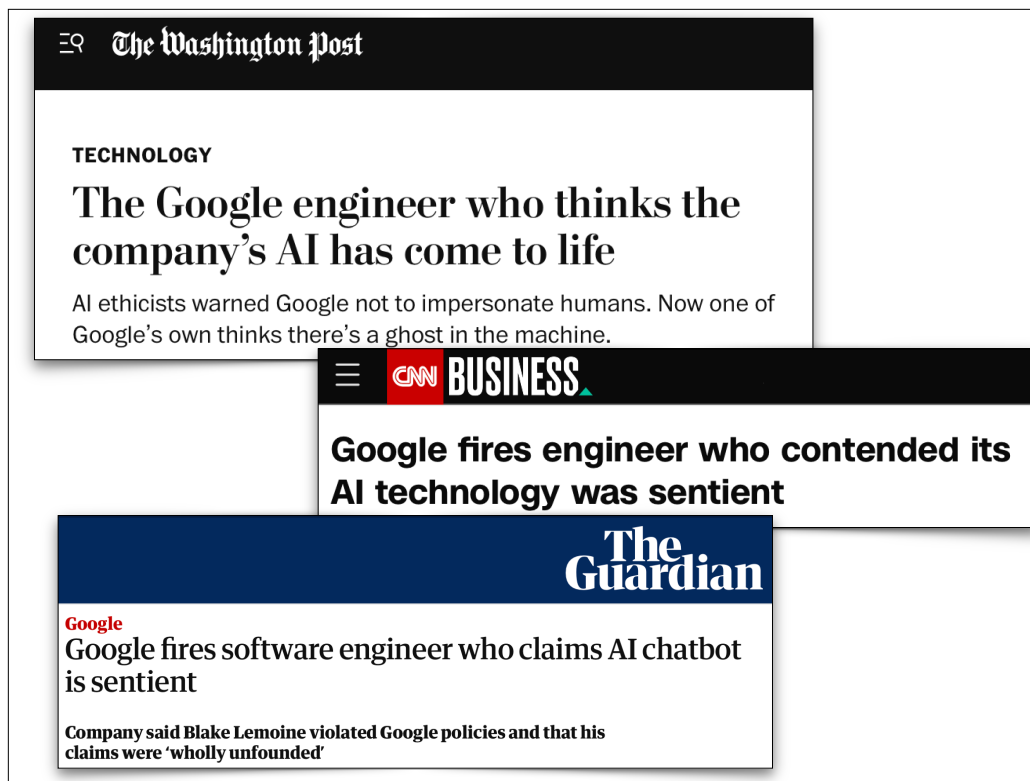 The Washington Post
TECHNOLOGY
The Google engineer who thinks the
company’s AI has come to life
AI ethicists warned Google not to impersonate humans. Now one of
Google’s own thinks there’s a ghost in the machine.
CNN BUSINESS
Google fires engineer who contended its
AI technology was sentient
The
Guardian
Google
Google fires software engineer who claims AI chatbot
is sentient
Company said Blake Lemoine violated Google policies and that his
claims were ‘wholly unfounded’